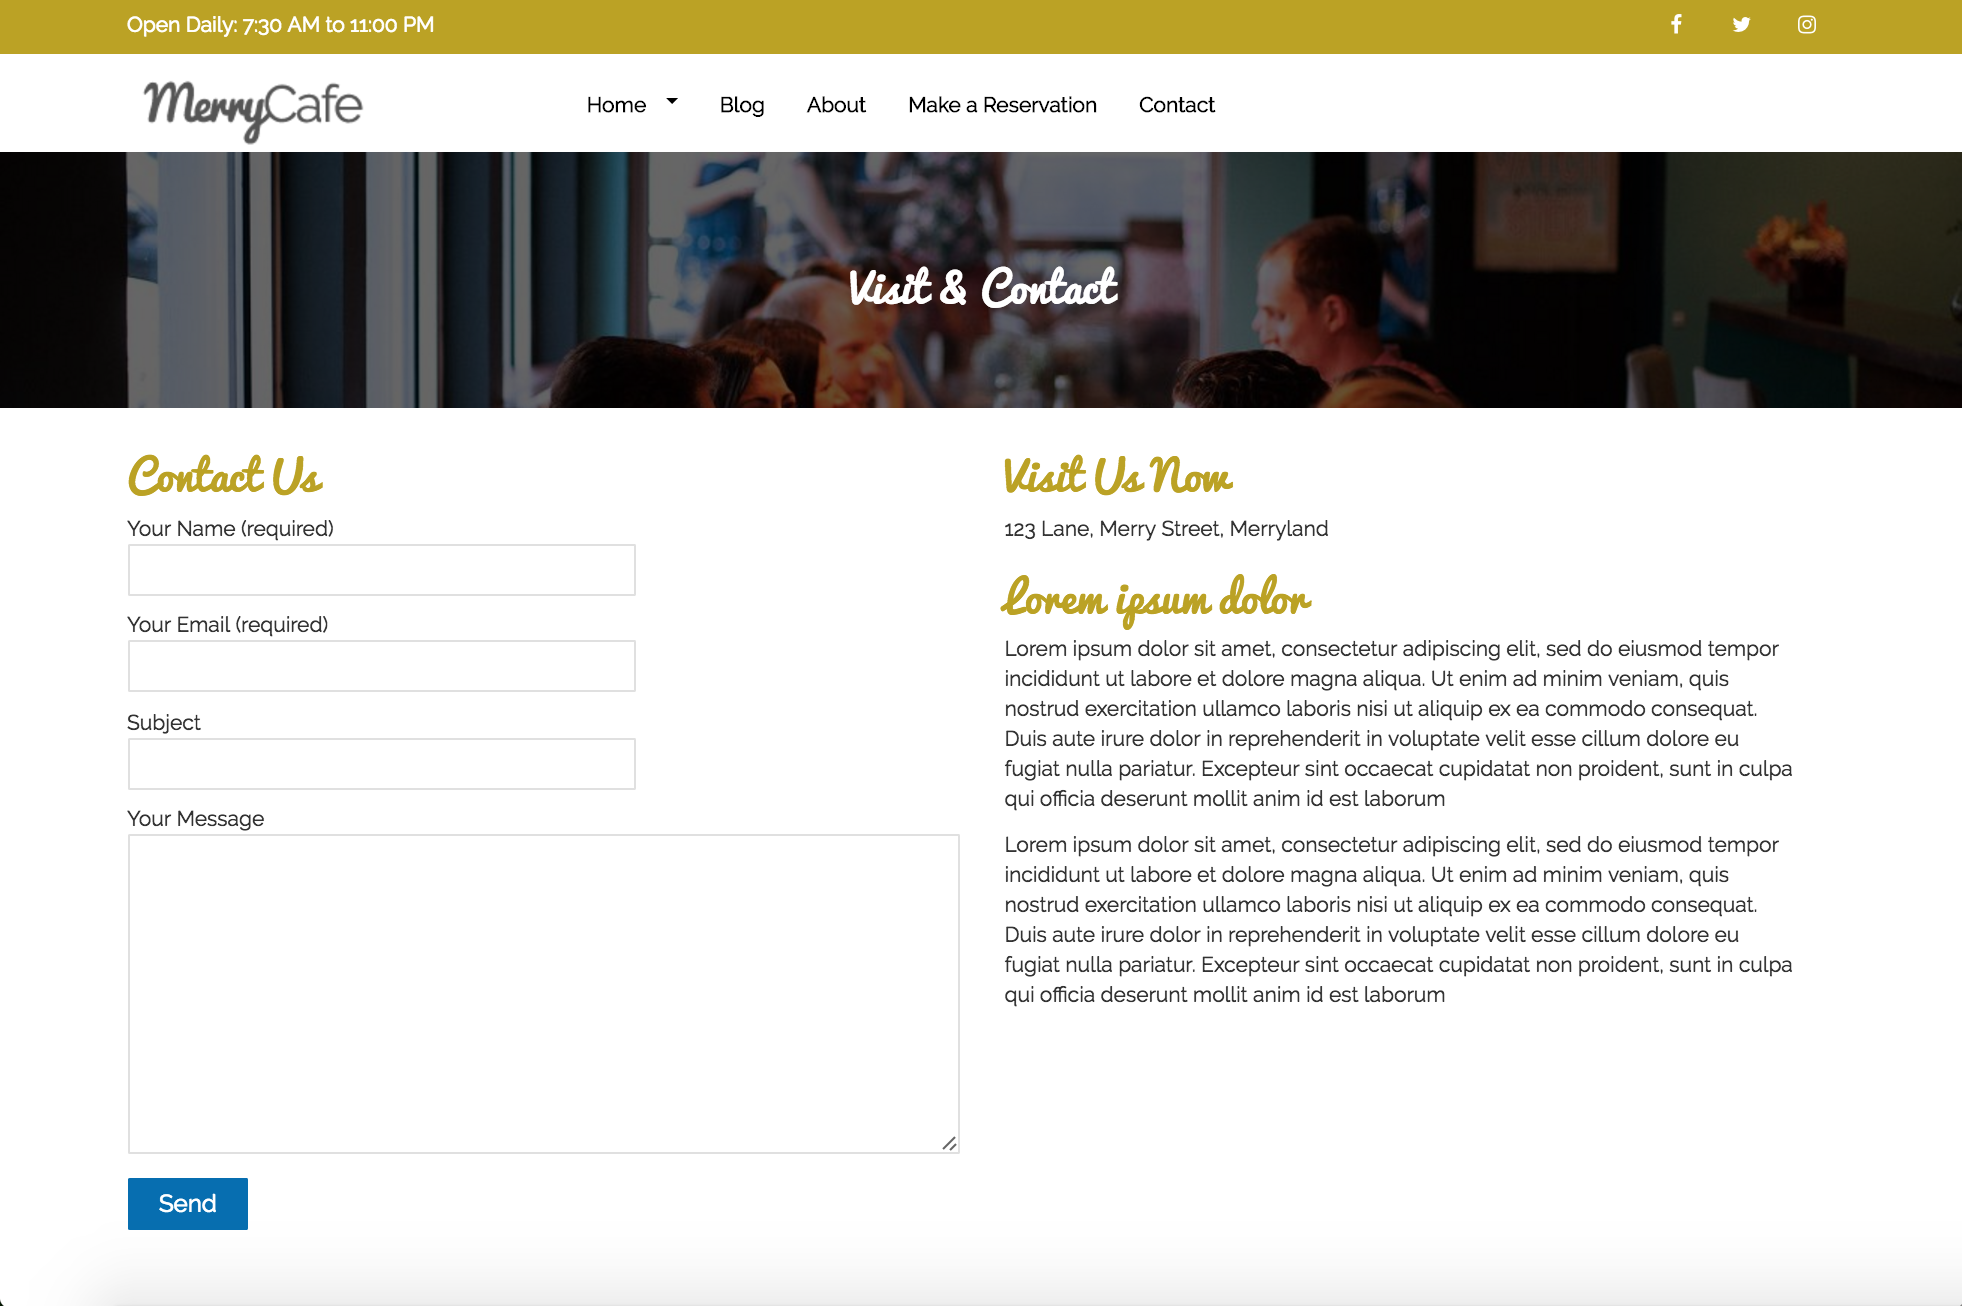 Open Daily: 7:30 AM to 11:00 PM
MerryCafe
Home Blog About Make a Reservation Contact
Visit & Contact
Contact Us
Your Name (required)
Your Email (required)
Subject
Your Message
Send
Visit Us Now
123 Lane, Merry Street, Merryland
Lorem ipsum dolor
Lorem ipsum dolor sit amet, consectetur adipiscing elit, sed do eiusmod tempor
incididunt ut labore et dolore magna aliqua. Ut enim ad minim veniam, quis
nostrud exercitation ullamco laboris nisi ut aliquip ex ea commodo consequat.
Duis aute irure dolor in reprehenderit in voluptate velit esse cillum dolore eu
fugiat nulla pariatur. Excepteur sint occaecat cupidatat non proident, sunt in culpa
qui officia deserunt mollit anim id est laborum
Lorem ipsum dolor sit amet, consectetur adipiscing elit, sed do eiusmod tempor
incididunt ut labore et dolore magna aliqua. Ut enim ad minim veniam, quis
nostrud exercitation ullamco laboris nisi ut aliquip ex ea commodo consequat.
Duis aute irure dolor in reprehenderit in voluptate velit esse cillum dolore eu
fugiat nulla pariatur. Excepteur sint occaecat cupidatat non proident, sunt in culpa
qui officia deserunt mollit anim id est laborum